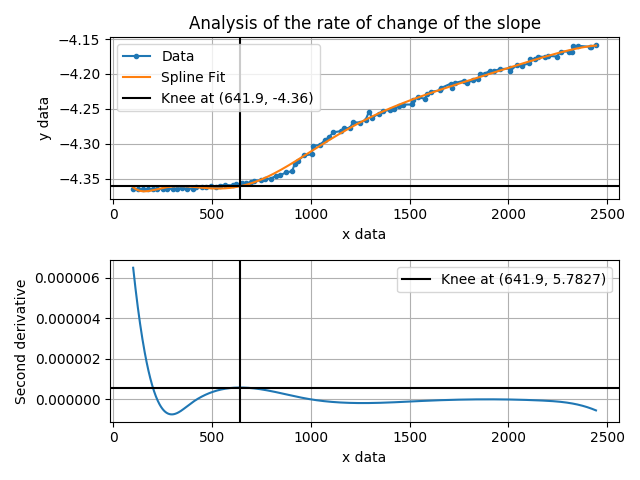 Analysis of the rate of change of the slope
−4.15
−4.20
−4.25
−4.30
−4.35
y data
Data
Spline Fit
Knee at (641.9, -4.36)
0 500 1000 1500 2000 2500
x data
0.000006
0.000004
0.000002
0.000000
Second derivative
Knee at (641.9, 5.7827)
0 500 1000 1500 2000 2500
x data